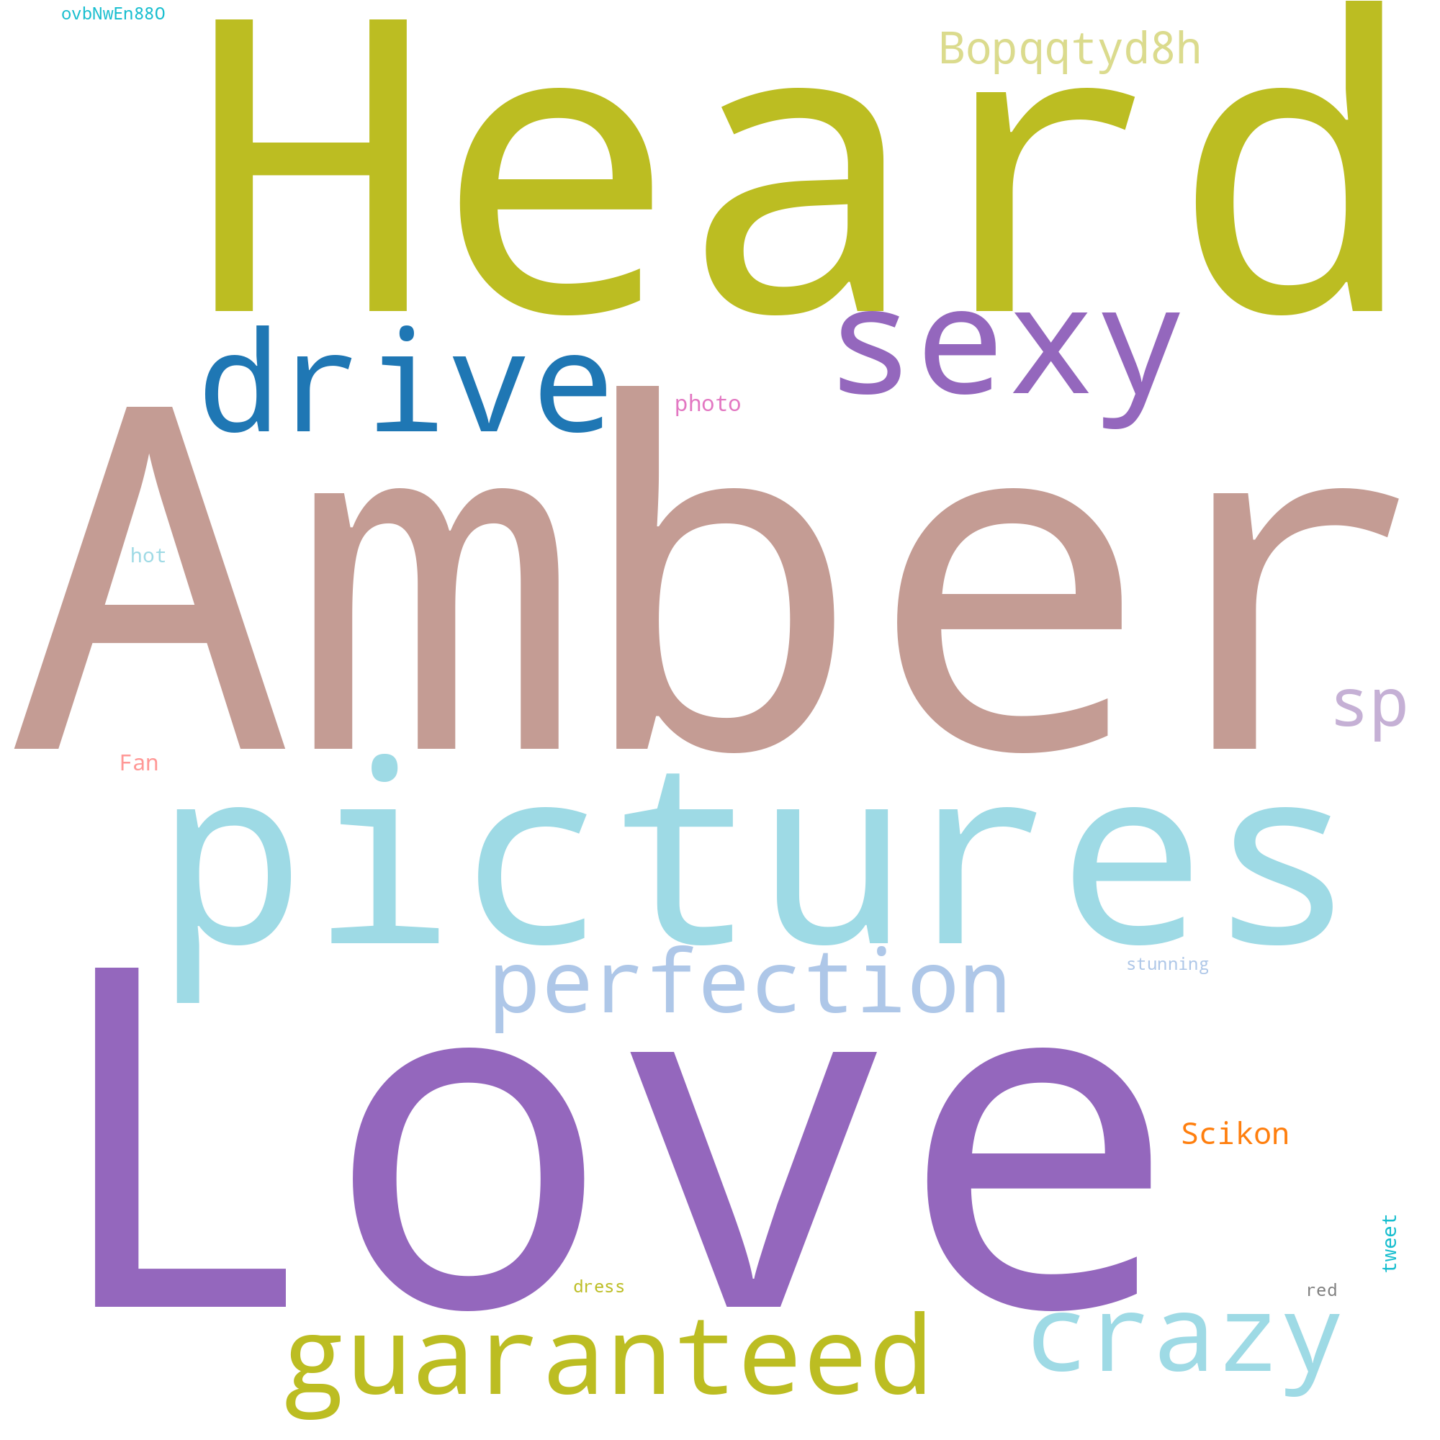 ovbNwEn88O
Heard
Bopqqtyd8h
drive
sexy
photo
Amber
hot
sp
Fan
pictures
perfection
stunning
Love
Scikon
tweet
dress
red
guaranteed
crazy